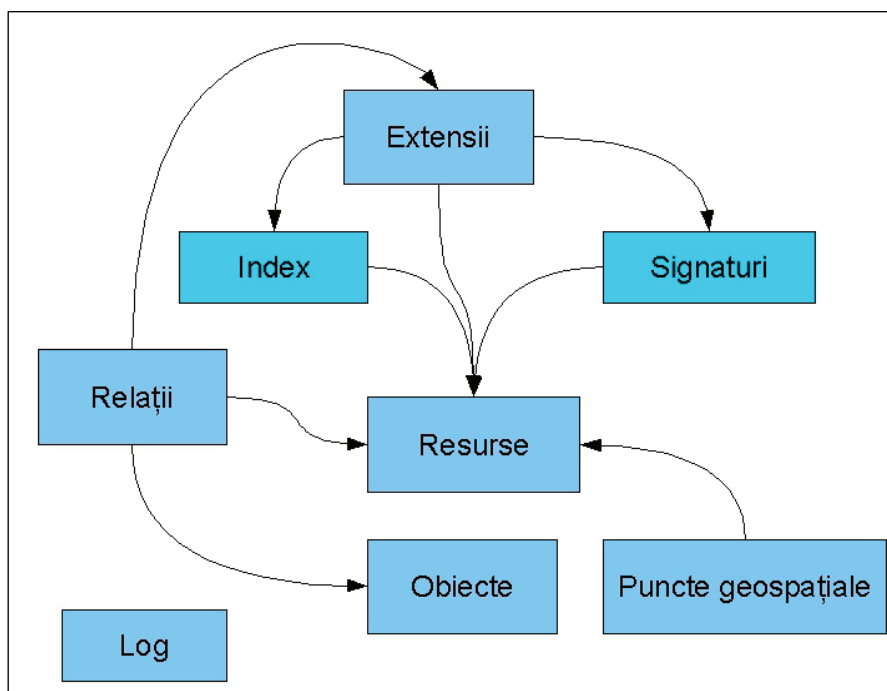 Extensii
Index
Signaturi
Relații
Resurse
Obiecte
Puncte geospațiale
Log